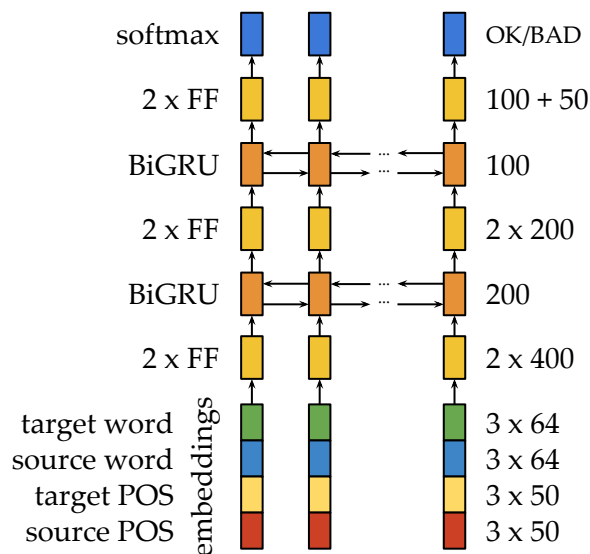 softmax OK/BAD
2 x FF 100 + 50
BiGRU ... 100
2 x FF 2 x 200
BiGRU ... 200
2 x FF 2 x 400
embeddings
target word 3 x 64
source word 3 x 64
target POS 3 x 50
source POS 3 x 50